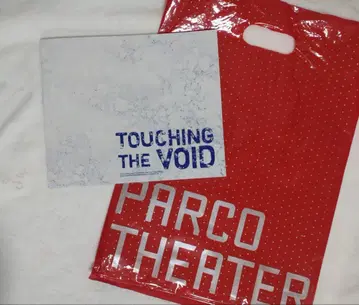 TOUCHING
THE VOID
PARCO
THEATER